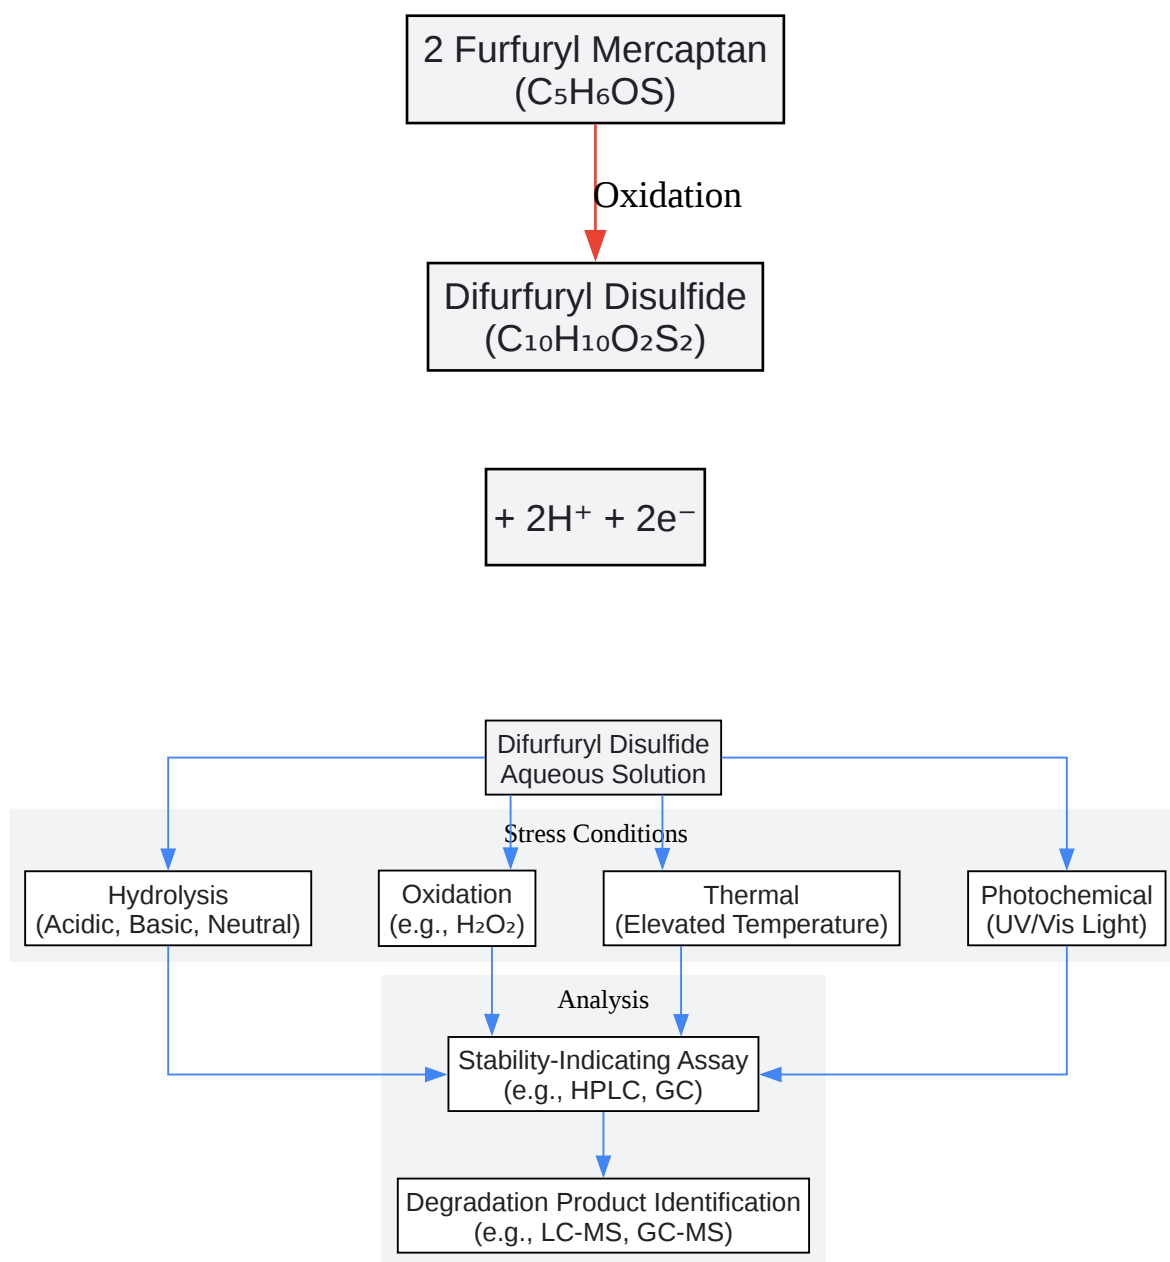 2 Furfuryl Mercaptan
(C₅H₆OS)
Oxidation
Difurfuryl Disulfide
(C₁₀H₁₀O₂S₂)
+ 2H⁺ + 2e⁻
Difurfuryl Disulfide
Aqueous Solution
Stress Conditions
Hydrolysis
(Acidic, Basic, Neutral)
Oxidation
(e.g., H₂O₂)
Thermal
(Elevated Temperature)
Photochemical
(UV/Vis Light)
Analysis
Stability-Indicating Assay
(e.g., HPLC, GC)
Degradation Product Identification
(e.g., LC-MS, GC-MS)